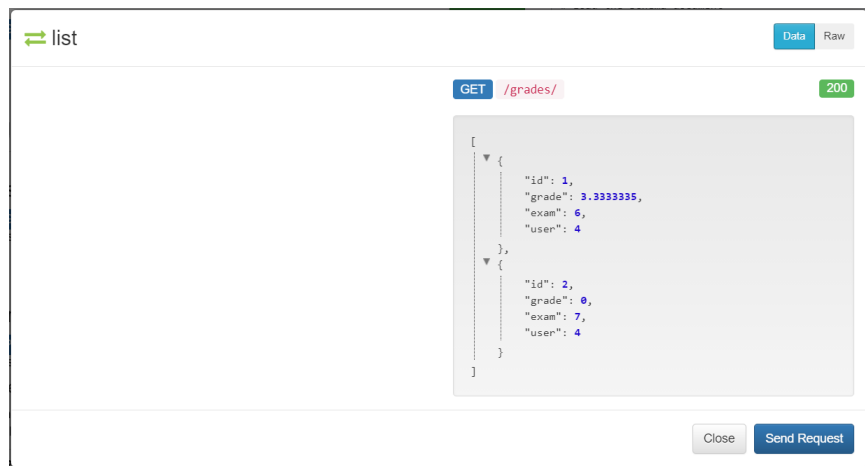 list
Data Raw
GET /grades/
200
[
{
"id": 1,
"grade": 3.3333335,
"exam": 6,
"user": 4
},
{
"id": 2,
"grade": 0,
"exam": 7,
"user": 4
}
]
Close Send Request